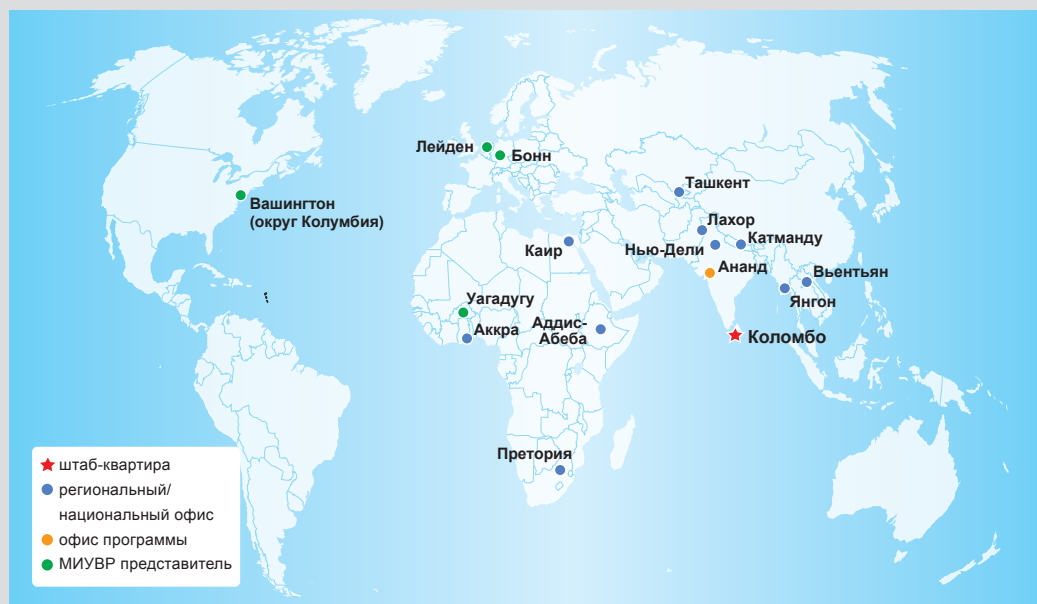 Лейден
Бонн
Ташкент
Вашингтон
(округ Колумбия)
Лахор
Катманду
Каир
Нью-Дели
Ананд
Вьентьян
Янгон
Уагадугу
Аккра
Аддис-
Абеба
Коломбо
Претория
штаб-квартира
региональный/
национальный офис
офис программы
МИУВР представитель